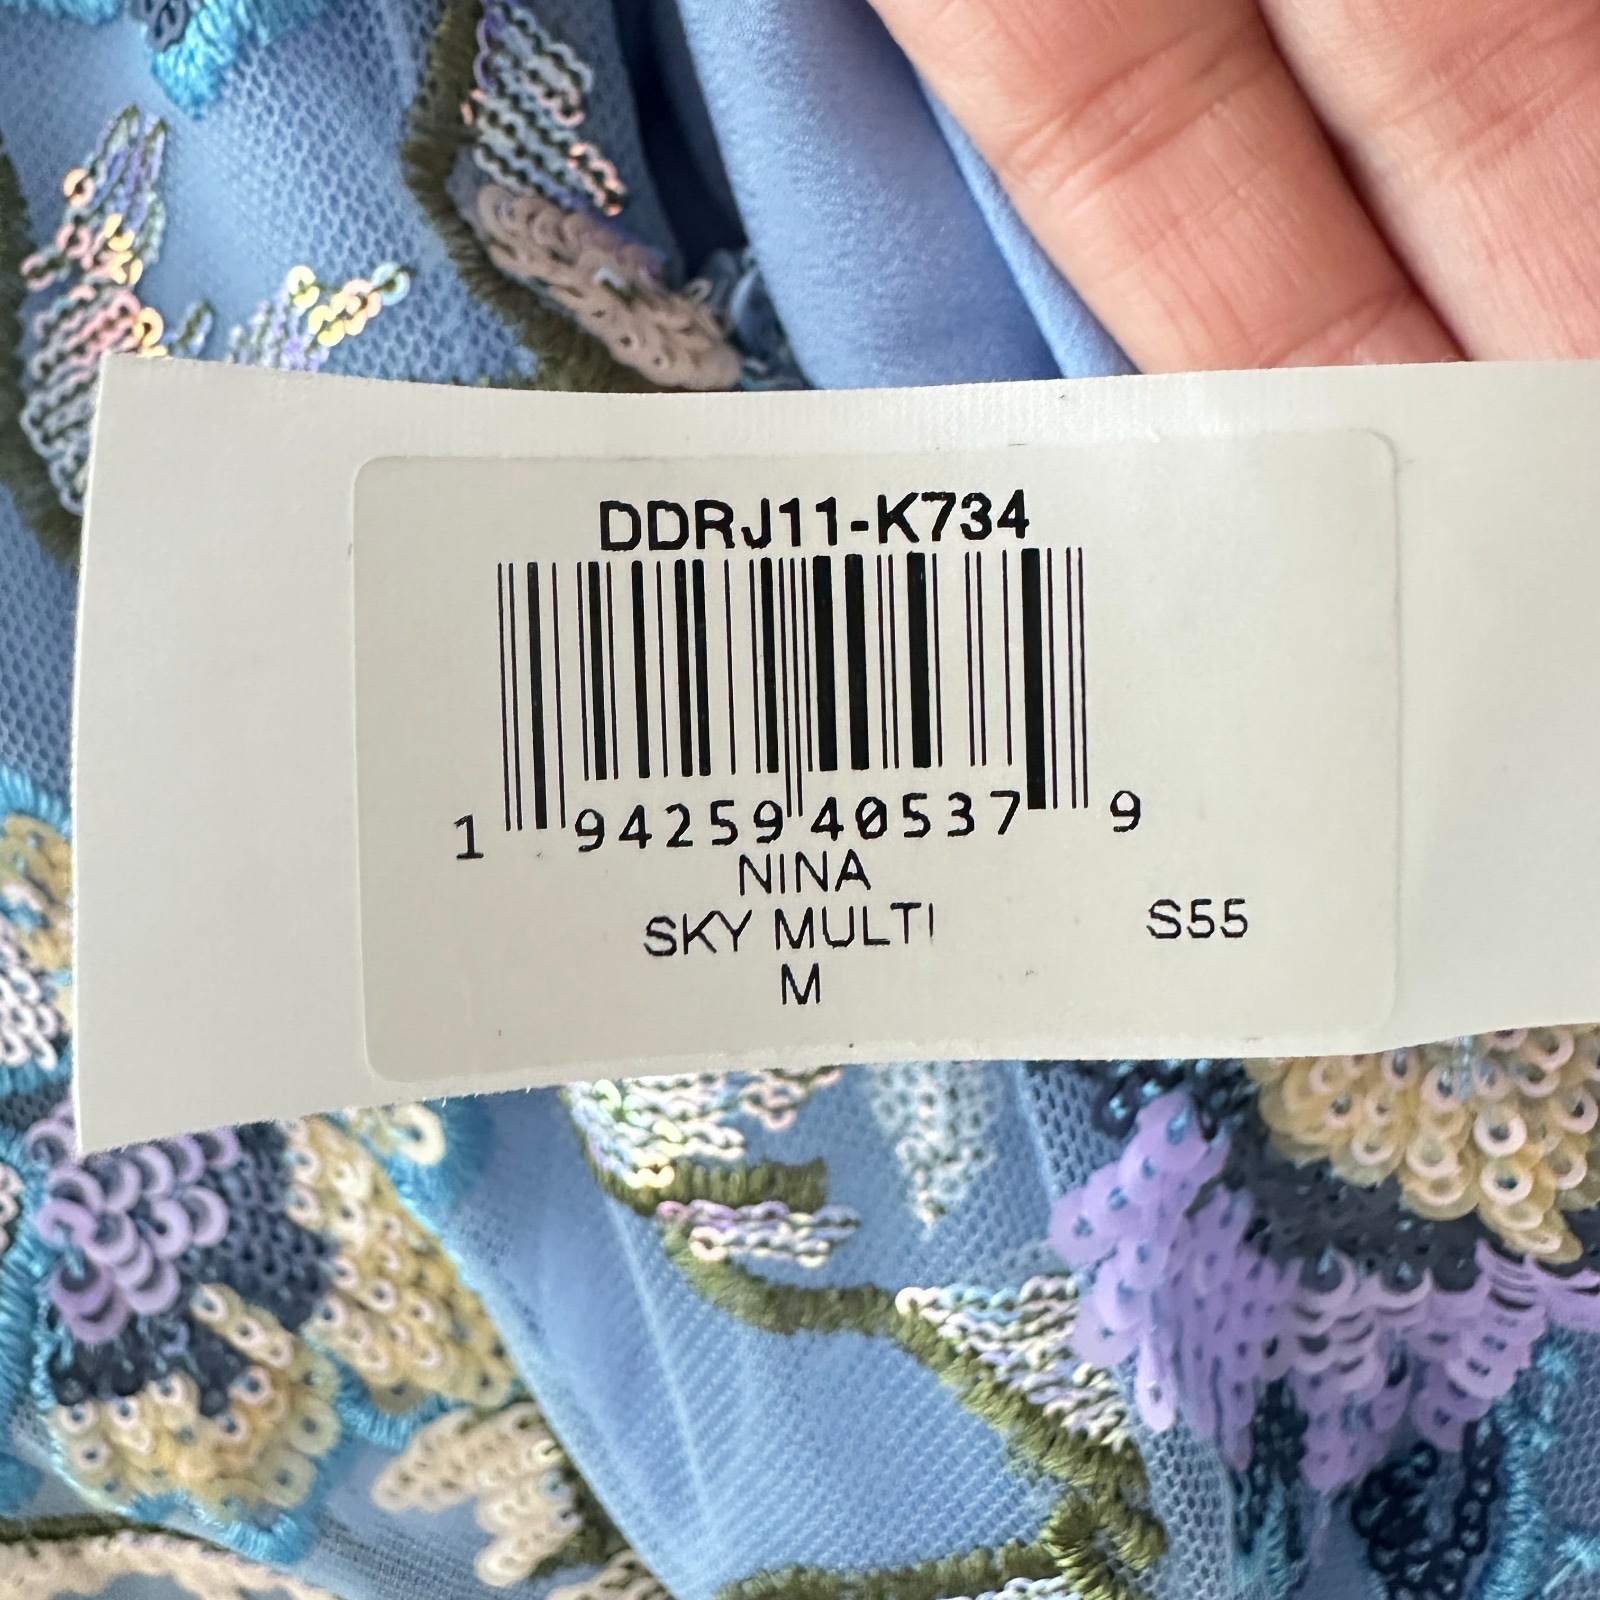 DDRJ11-K734
1 94259 40537 9
NINA
SKY MULTI S55
M